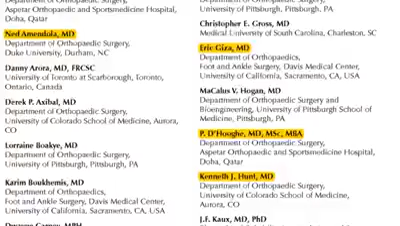 Department of Orthopaedic Surgery,
Aspetar Orthopaedic and Sportsmedicine Hospital,
Doha, Qatar
Ned Amendola, MD
Department of Orthopaedic Surgery,
Duke University, Durham, NC
Danny Arora, MD, FRCSC
University of Toronto at Scarborough, Toronto,
Ontario, Canada
Derek P. Axibal, MD
Department of Orthopaedic Surgery,
University of Colorado School of Medicine, Aurora,
CO
Lorraine Boakye, MD
Department of Orthopaedic Surgery,
University of Pittsburgh, Pittsburgh, PA
Karim Boukhemis, MD
Department of Orthopaedics,
Foot and Ankle Surgery, Davis Medical Center,
University of California, Sacramento, CA, USA
University of Pittsburgh, Pittsburgh, PA
Christopher E. Gross, MD
Medical University of South Carolina, Charleston, SC
Eric Giza, MD
Department of Orthopaedics,
Foot and Ankle Surgery, Davis Medical Center,
University of California, Sacramento, CA, USA
MaCalus V. Hogan, MD
Department of Orthopaedic Surgery and
Bioengineering, University of Pittsburgh School of
Medicine, Pittsburgh, PA
P. D'Hooghe, MD, MSc, MBA
Department of Orthopaedic Surgery,
Aspetar Orthopaedic and Sportsmedicine Hospital,
Doha, Qatar
Kenneth J. Hunt, MD
Department of Orthopaedic Surgery,
University of Colorado School of Medicine,
Aurora, CO
J.F. Kaux, MD, PhD